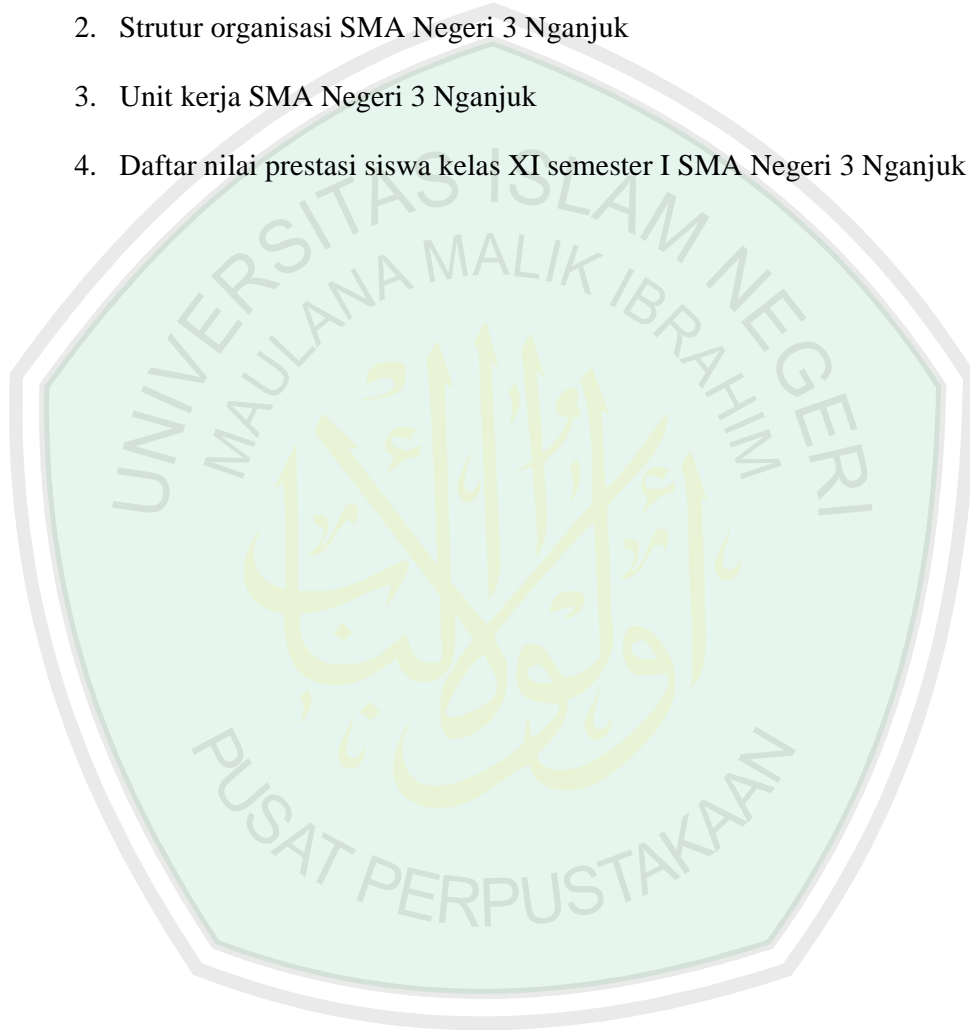 2. Strutur organisasi SMA Negeri 3 Nganjuk
3. Unit kerja SMA Negeri 3 Nganjuk
4. Daftar nilai prestasi siswa kelas XI semester I SMA Negeri 3 Nganjuk
UNIVERSITAS ISLAM NEGERI
MAULANA MALIK IBRAHIM
PUSAT PERPUSTAKAAN